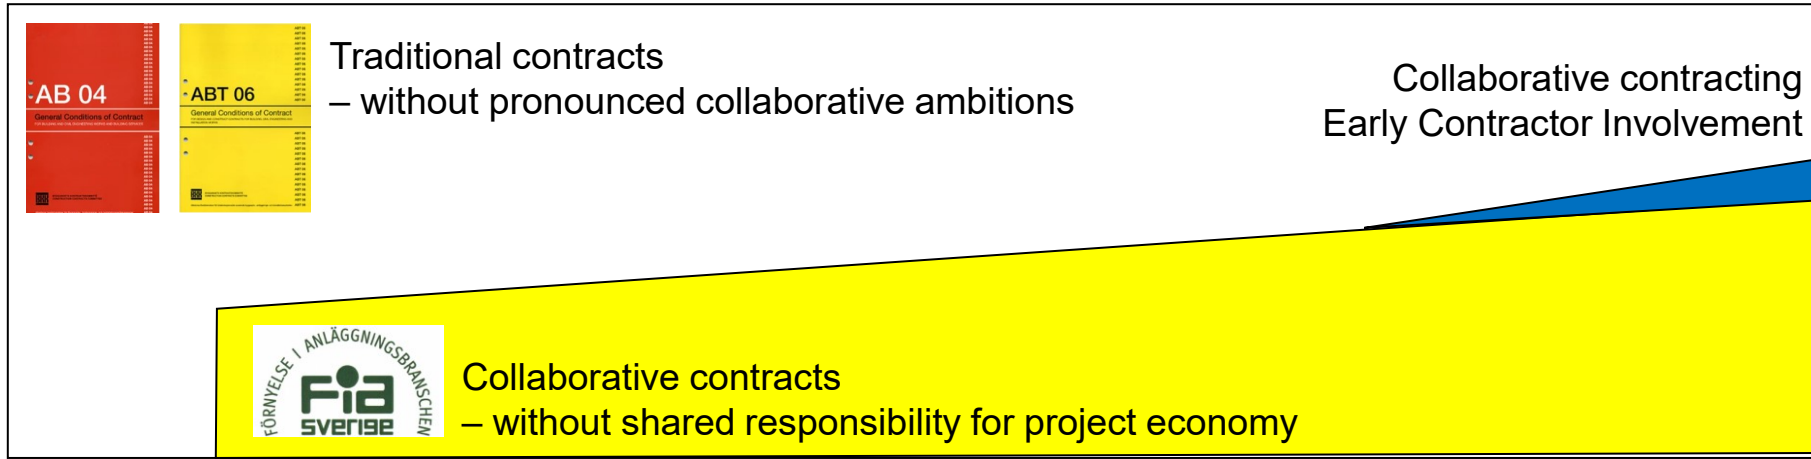 AB 04
General Conditions of Contract
ABT 06
General Conditions of Contract
Traditional contracts
– without pronounced collaborative ambitions
Collaborative contracting
Early Contractor Involvement
FÖRNYELSE I ANLÄGGNINGSBRANSCHEN
Fia
SVERIGE
Collaborative contracts
– without shared responsibility for project economy